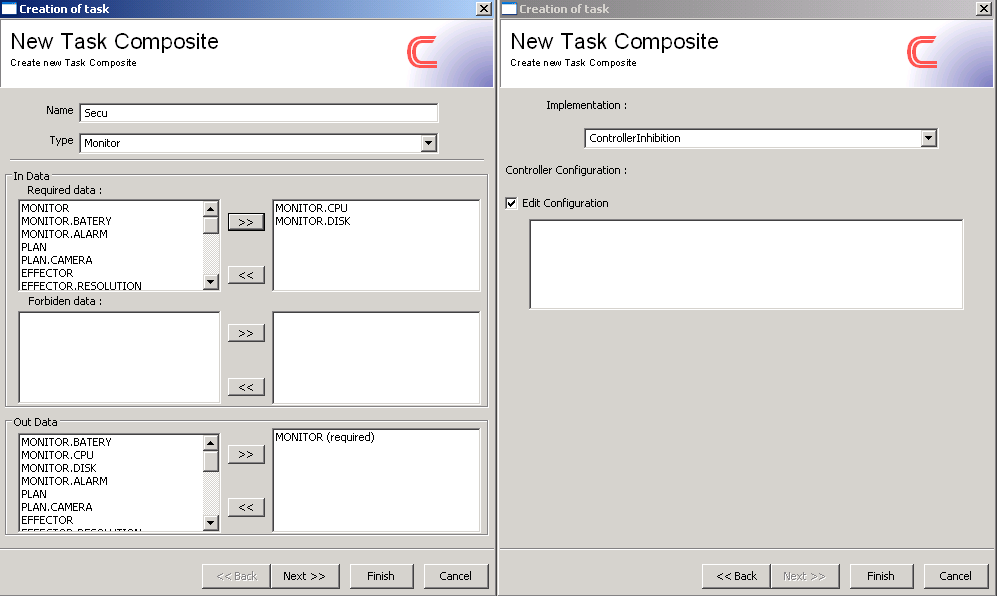 Creation of task
New Task Composite
Create new Task Composite
Name
Secu
Type
Monitor
In Data
Required data :
MONITOR
MONITOR.BATERY
MONITOR.ALARM
PLAN
PLAN.CAMERA
EFFECTOR
EFFECTOR.RESOLUTION
>>
<<
MONITOR.CPU
MONITOR.DISK
Forbiden data :
>>
<<
Out Data
MONITOR.BATERY
MONITOR.CPU
MONITOR.DISK
MONITOR.ALARM
PLAN
PLAN.CAMERA
EFFECTOR
EFFECTOR.RESOLUTION
>>
<<
MONITOR (required)
<< Back
Next >>
Finish
Cancel
Creation of task
New Task Composite
Create new Task Composite
Implementation :
ControllerInhibition
Controller Configuration :
Edit Configuration
<< Back
Next >>
Finish
Cancel